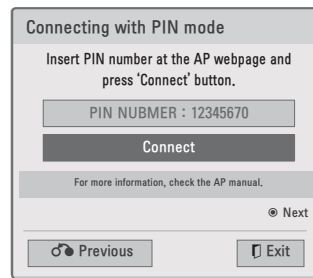 Connecting with PIN mode
Insert PIN number at the AP webpage and
press ‘Connect’ button.
PIN NUBMER : 12345670
Connect
For more information, check the AP manual.
Next
Previous
Exit